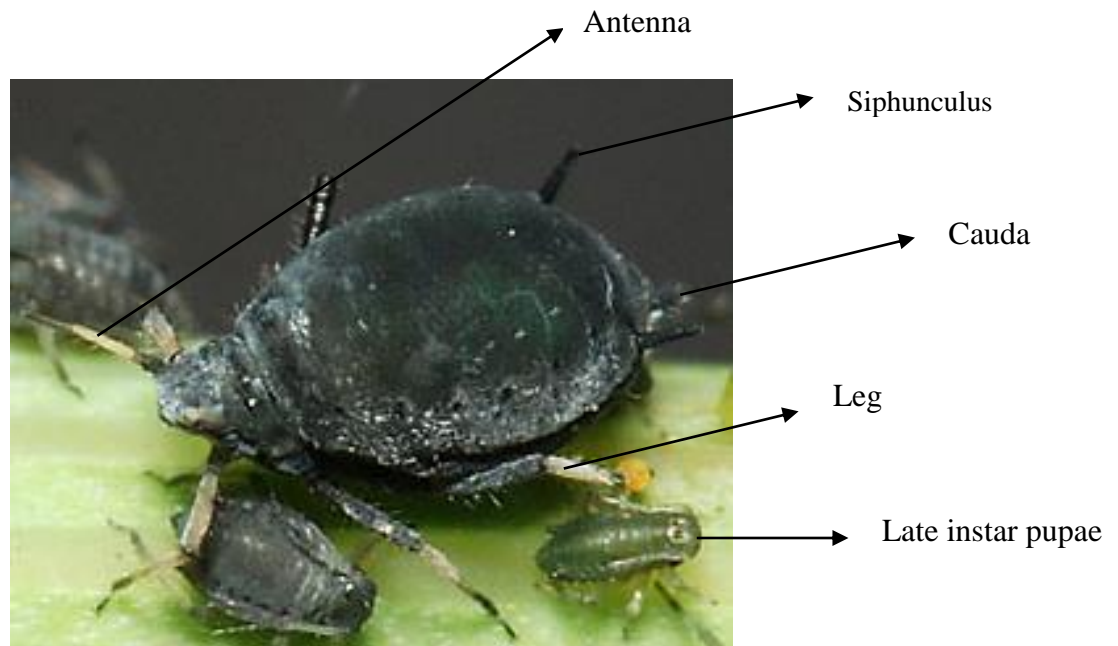 Antenna
Siphunculus
Cauda
Leg
Late instar pupae